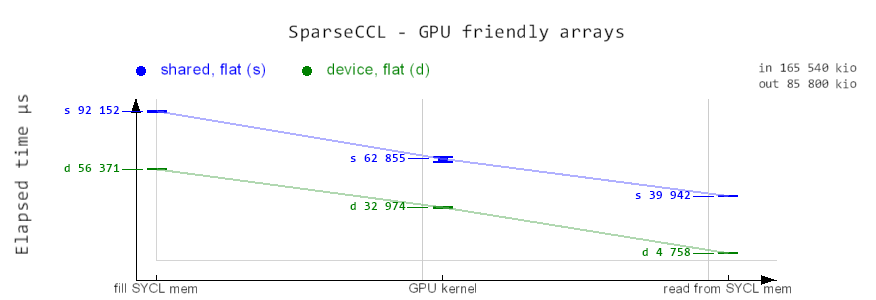 SparseCCL - GPU friendly arrays
shared, flat (s)
device, flat (d)
in 165 540 kio
out 85 800 kio
Elapsed time µs
s 92 152
s 62 855
d 56 371
s 39 942
d 32 974
d 4 758
fill SYCL mem
GPU kernel
read from SYCL mem